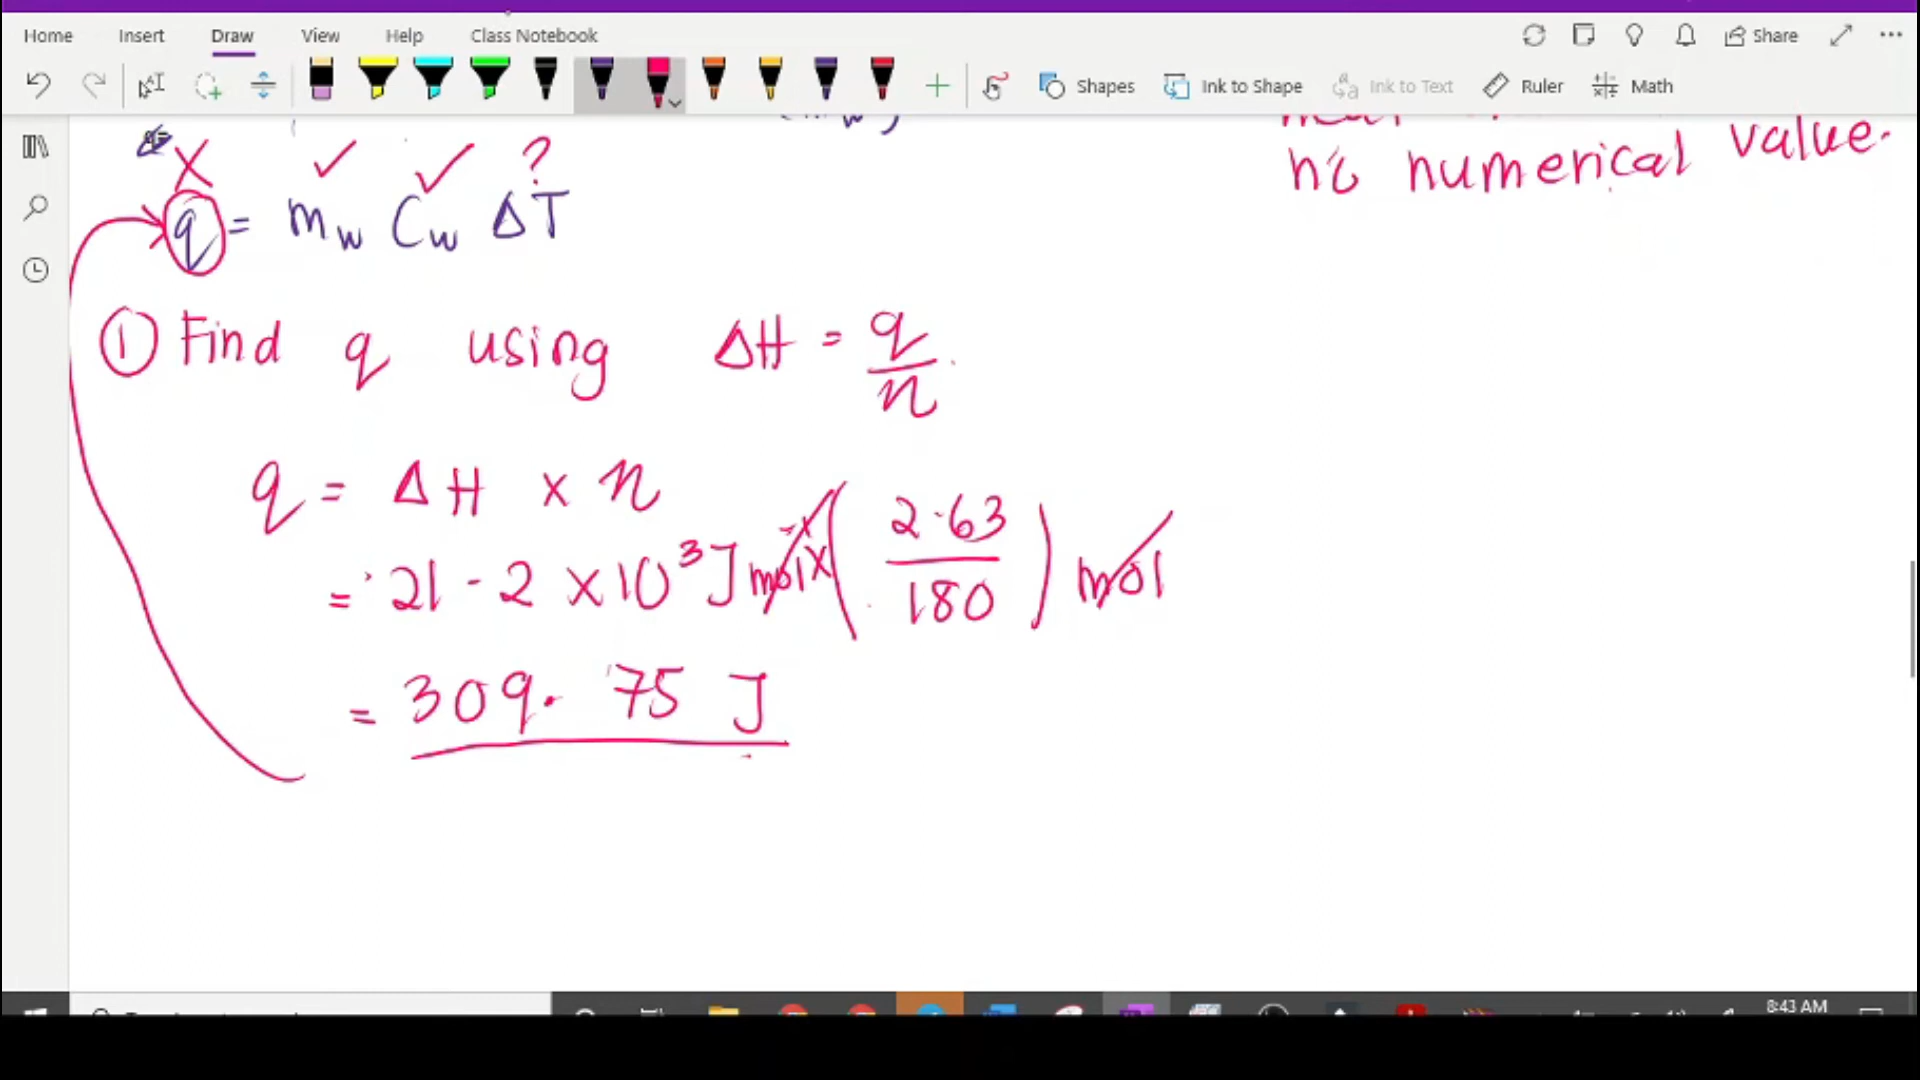 Home Insert Draw View Help Class Notebook Share
Shapes Ink to Shape Ink to Text Ruler Math
no numerical value.
X ✓ ✓ ?
q = mw Cw ΔT
① Find q using ΔH = q/n
q = ΔH x n
= 21.2 x 10³ J mol⁻¹ x (2.63/180) mol
= 309.75 J
8:43 AM